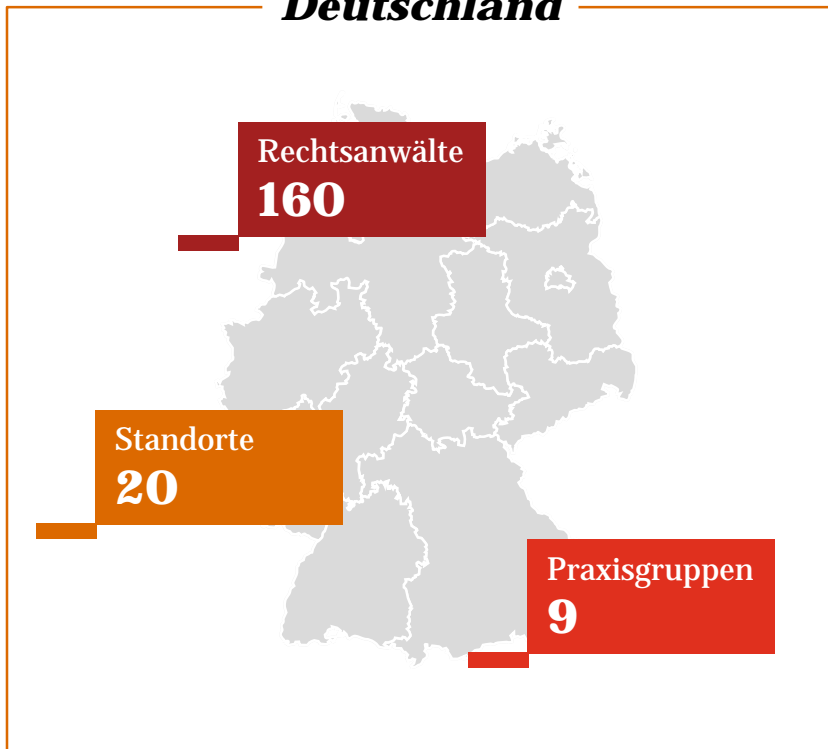 Deutschland
Rechtsanwälte
160
Standorte
20
Praxisgruppen
9